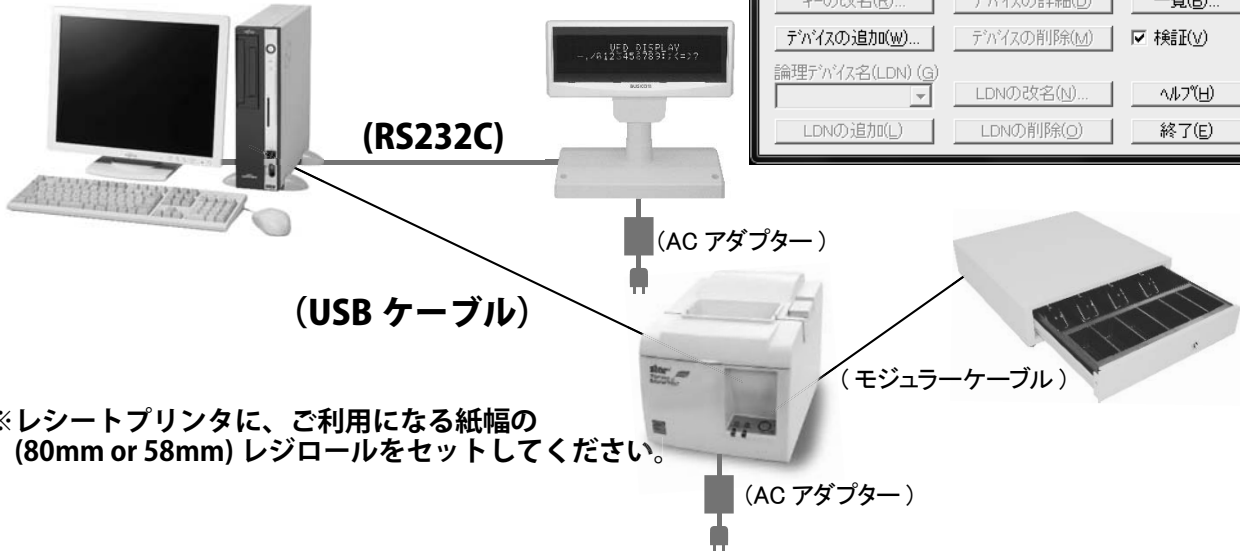 キーの改名(R)...
デバイスの詳細(D)
一覧(B)...
デバイスの追加(W)...
デバイスの削除(M)
検証(V)
論理デバイス名(LDN) (G)
LDNの改名(N)...
ヘルプ(H)
LDNの追加(L)
LDNの削除(O)
終了(E)
VFD DISPLAY
-./0123456789:;<=>?
BUSICOM
(RS232C)
(AC アダプター)
(USB ケーブル)
star
(モジュラーケーブル)
※レシートプリンタに、ご利用になる紙幅の
(80mm or 58mm) レジロールをセットしてください。
(AC アダプター)